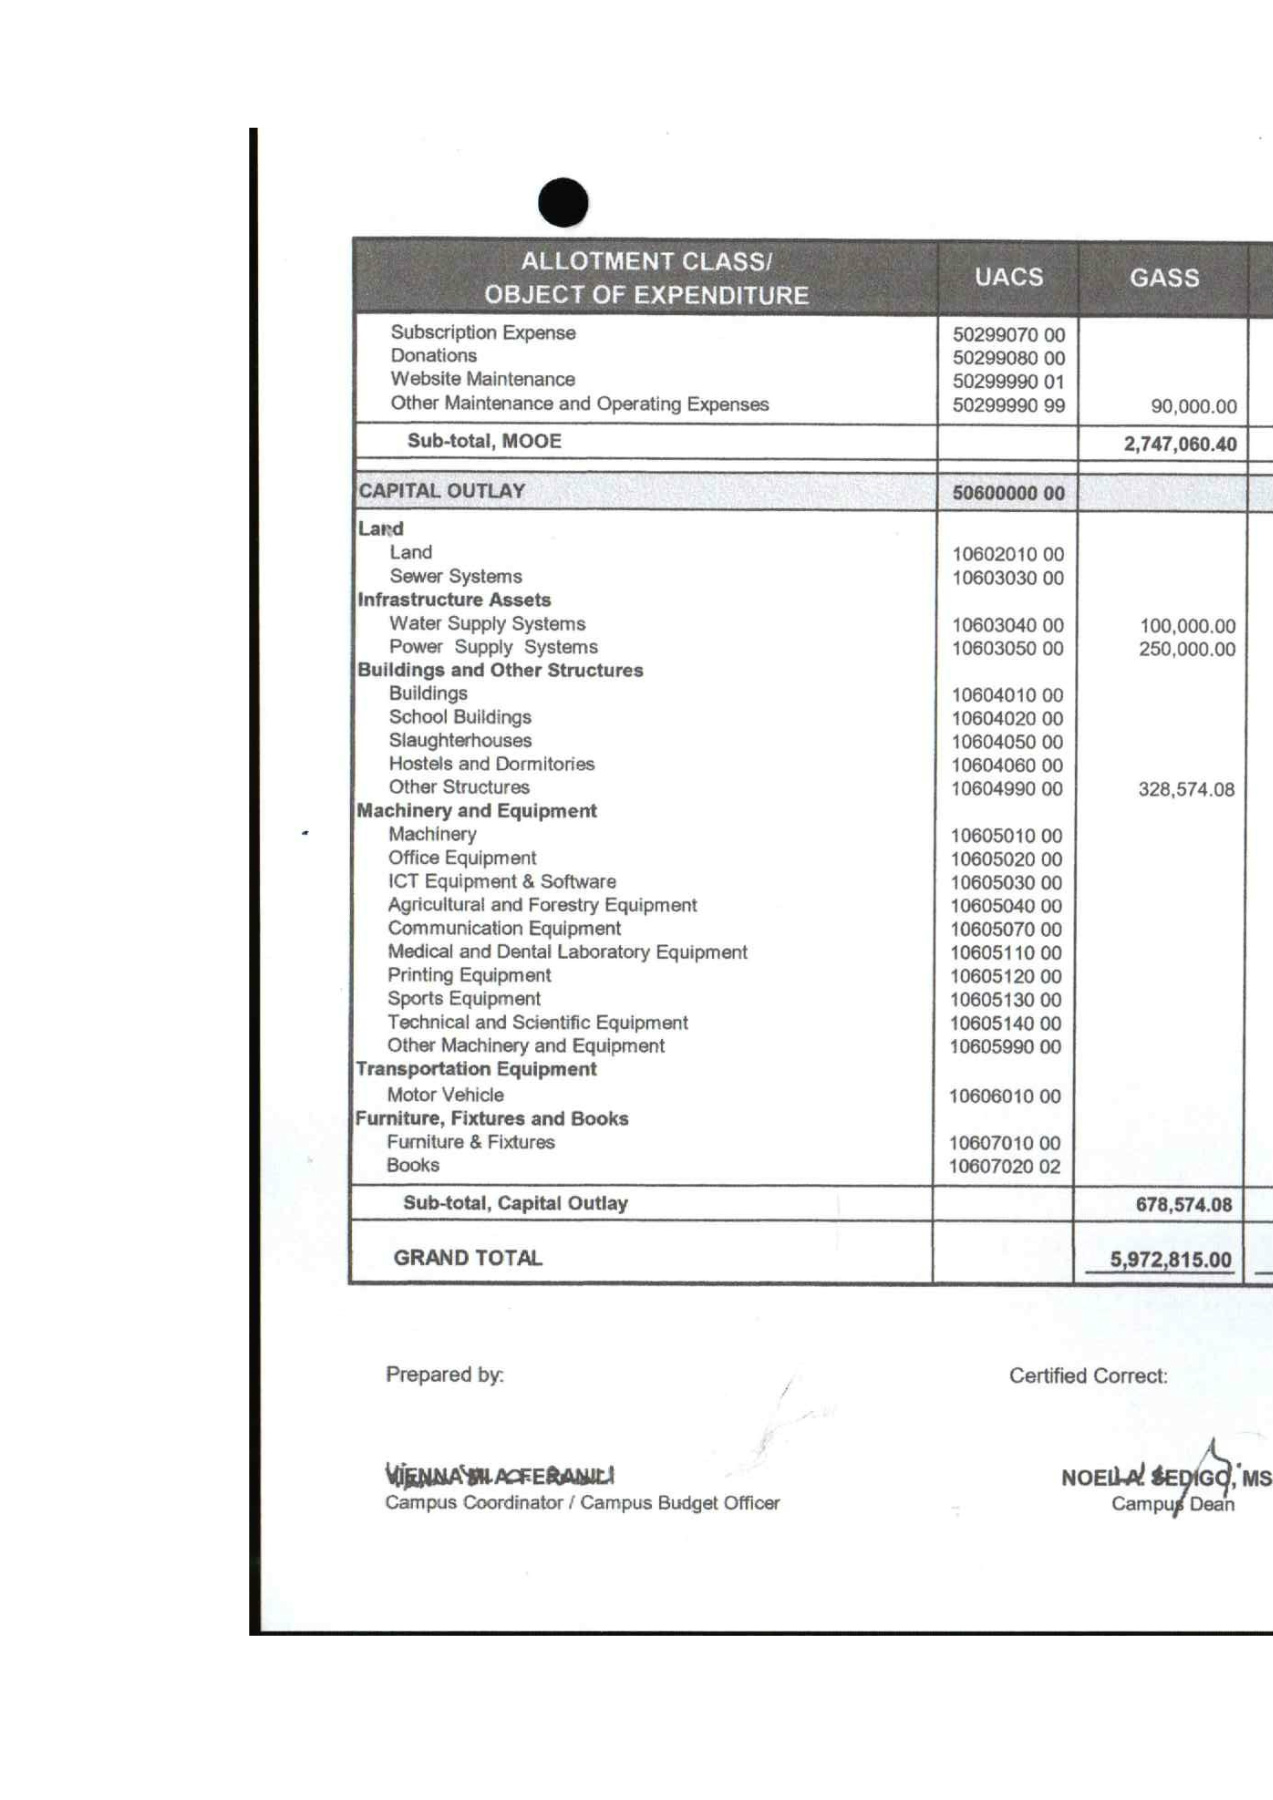 ALLOTMENT CLASS/
OBJECT OF EXPENDITURE UACS GASS
Subscription Expense 50299070 00
Donations 50299080 00
Website Maintenance 50299990 01
Other Maintenance and Operating Expenses 50299990 99 90,000.00
Sub-total, MOOE 2,747,060.40
CAPITAL OUTLAY 50600000 00
Land
Land 10602010 00
Sewer Systems 10603030 00
Infrastructure Assets
Water Supply Systems 10603040 00 100,000.00
Power Supply Systems 10603050 00 250,000.00
Buildings and Other Structures
Buildings 10604010 00
School Buildings 10604020 00
Slaughterhouses 10604050 00
Hostels and Dormitories 10604060 00
Other Structures 10604990 00 328,574.08
Machinery and Equipment
Machinery 10605010 00
Office Equipment 10605020 00
ICT Equipment & Software 10605030 00
Agricultural and Forestry Equipment 10605040 00
Communication Equipment 10605070 00
Medical and Dental Laboratory Equipment 10605110 00
Printing Equipment 10605120 00
Sports Equipment 10605130 00
Technical and Scientific Equipment 10605140 00
Other Machinery and Equipment 10605990 00
Transportation Equipment
Motor Vehicle 10606010 00
Furniture, Fixtures and Books
Furniture & Fixtures 10607010 00
Books 10607020 02
Sub-total, Capital Outlay 678,574.08
GRAND TOTAL 5,972,815.00
Prepared by: Certified Correct:
VIENNA SEDIGO, MS
Campus Coordinator / Campus Budget Officer Campus Dean